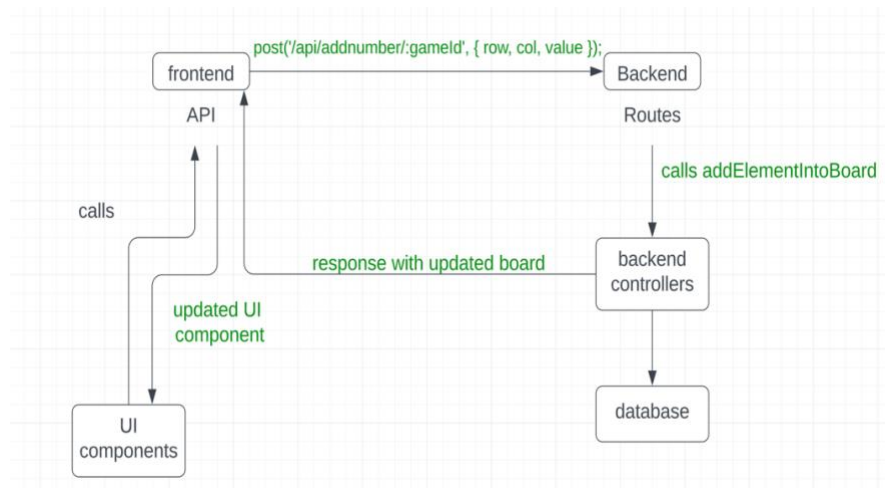 post('/api/addnumber/:gameId', { row, col, value });
frontend
Backend
API
Routes
calls addElementIntoBoard
calls
response with updated board
backend
controllers
updated UI
component
database
UI
components